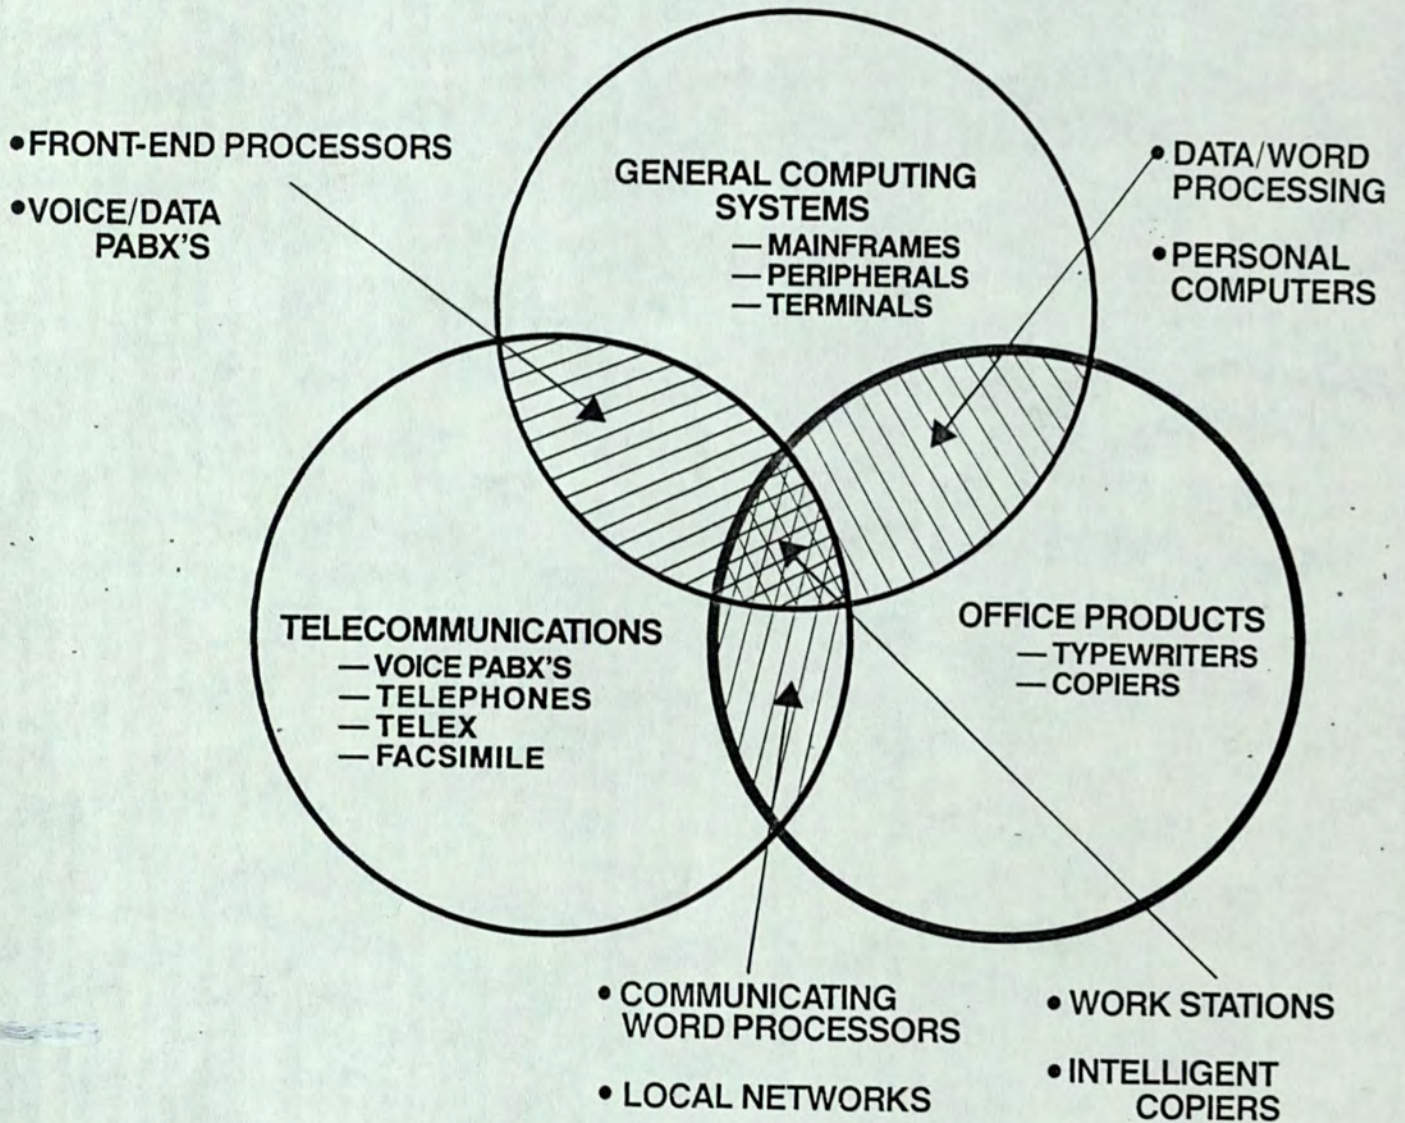 •FRONT-END PROCESSORS
•VOICE/DATA
PABX'S
GENERAL COMPUTING
SYSTEMS
— MAINFRAMES
— PERIPHERALS
— TERMINALS
• DATA/WORD
PROCESSING
• PERSONAL
COMPUTERS
TELECOMMUNICATIONS
— VOICE PABX'S
— TELEPHONES
— TELEX
— FACSIMILE
OFFICE PRODUCTS
— TYPEWRITERS
— COPIERS
• COMMUNICATING
WORD PROCESSORS
• LOCAL NETWORKS
• WORK STATIONS
• INTELLIGENT
COPIERS